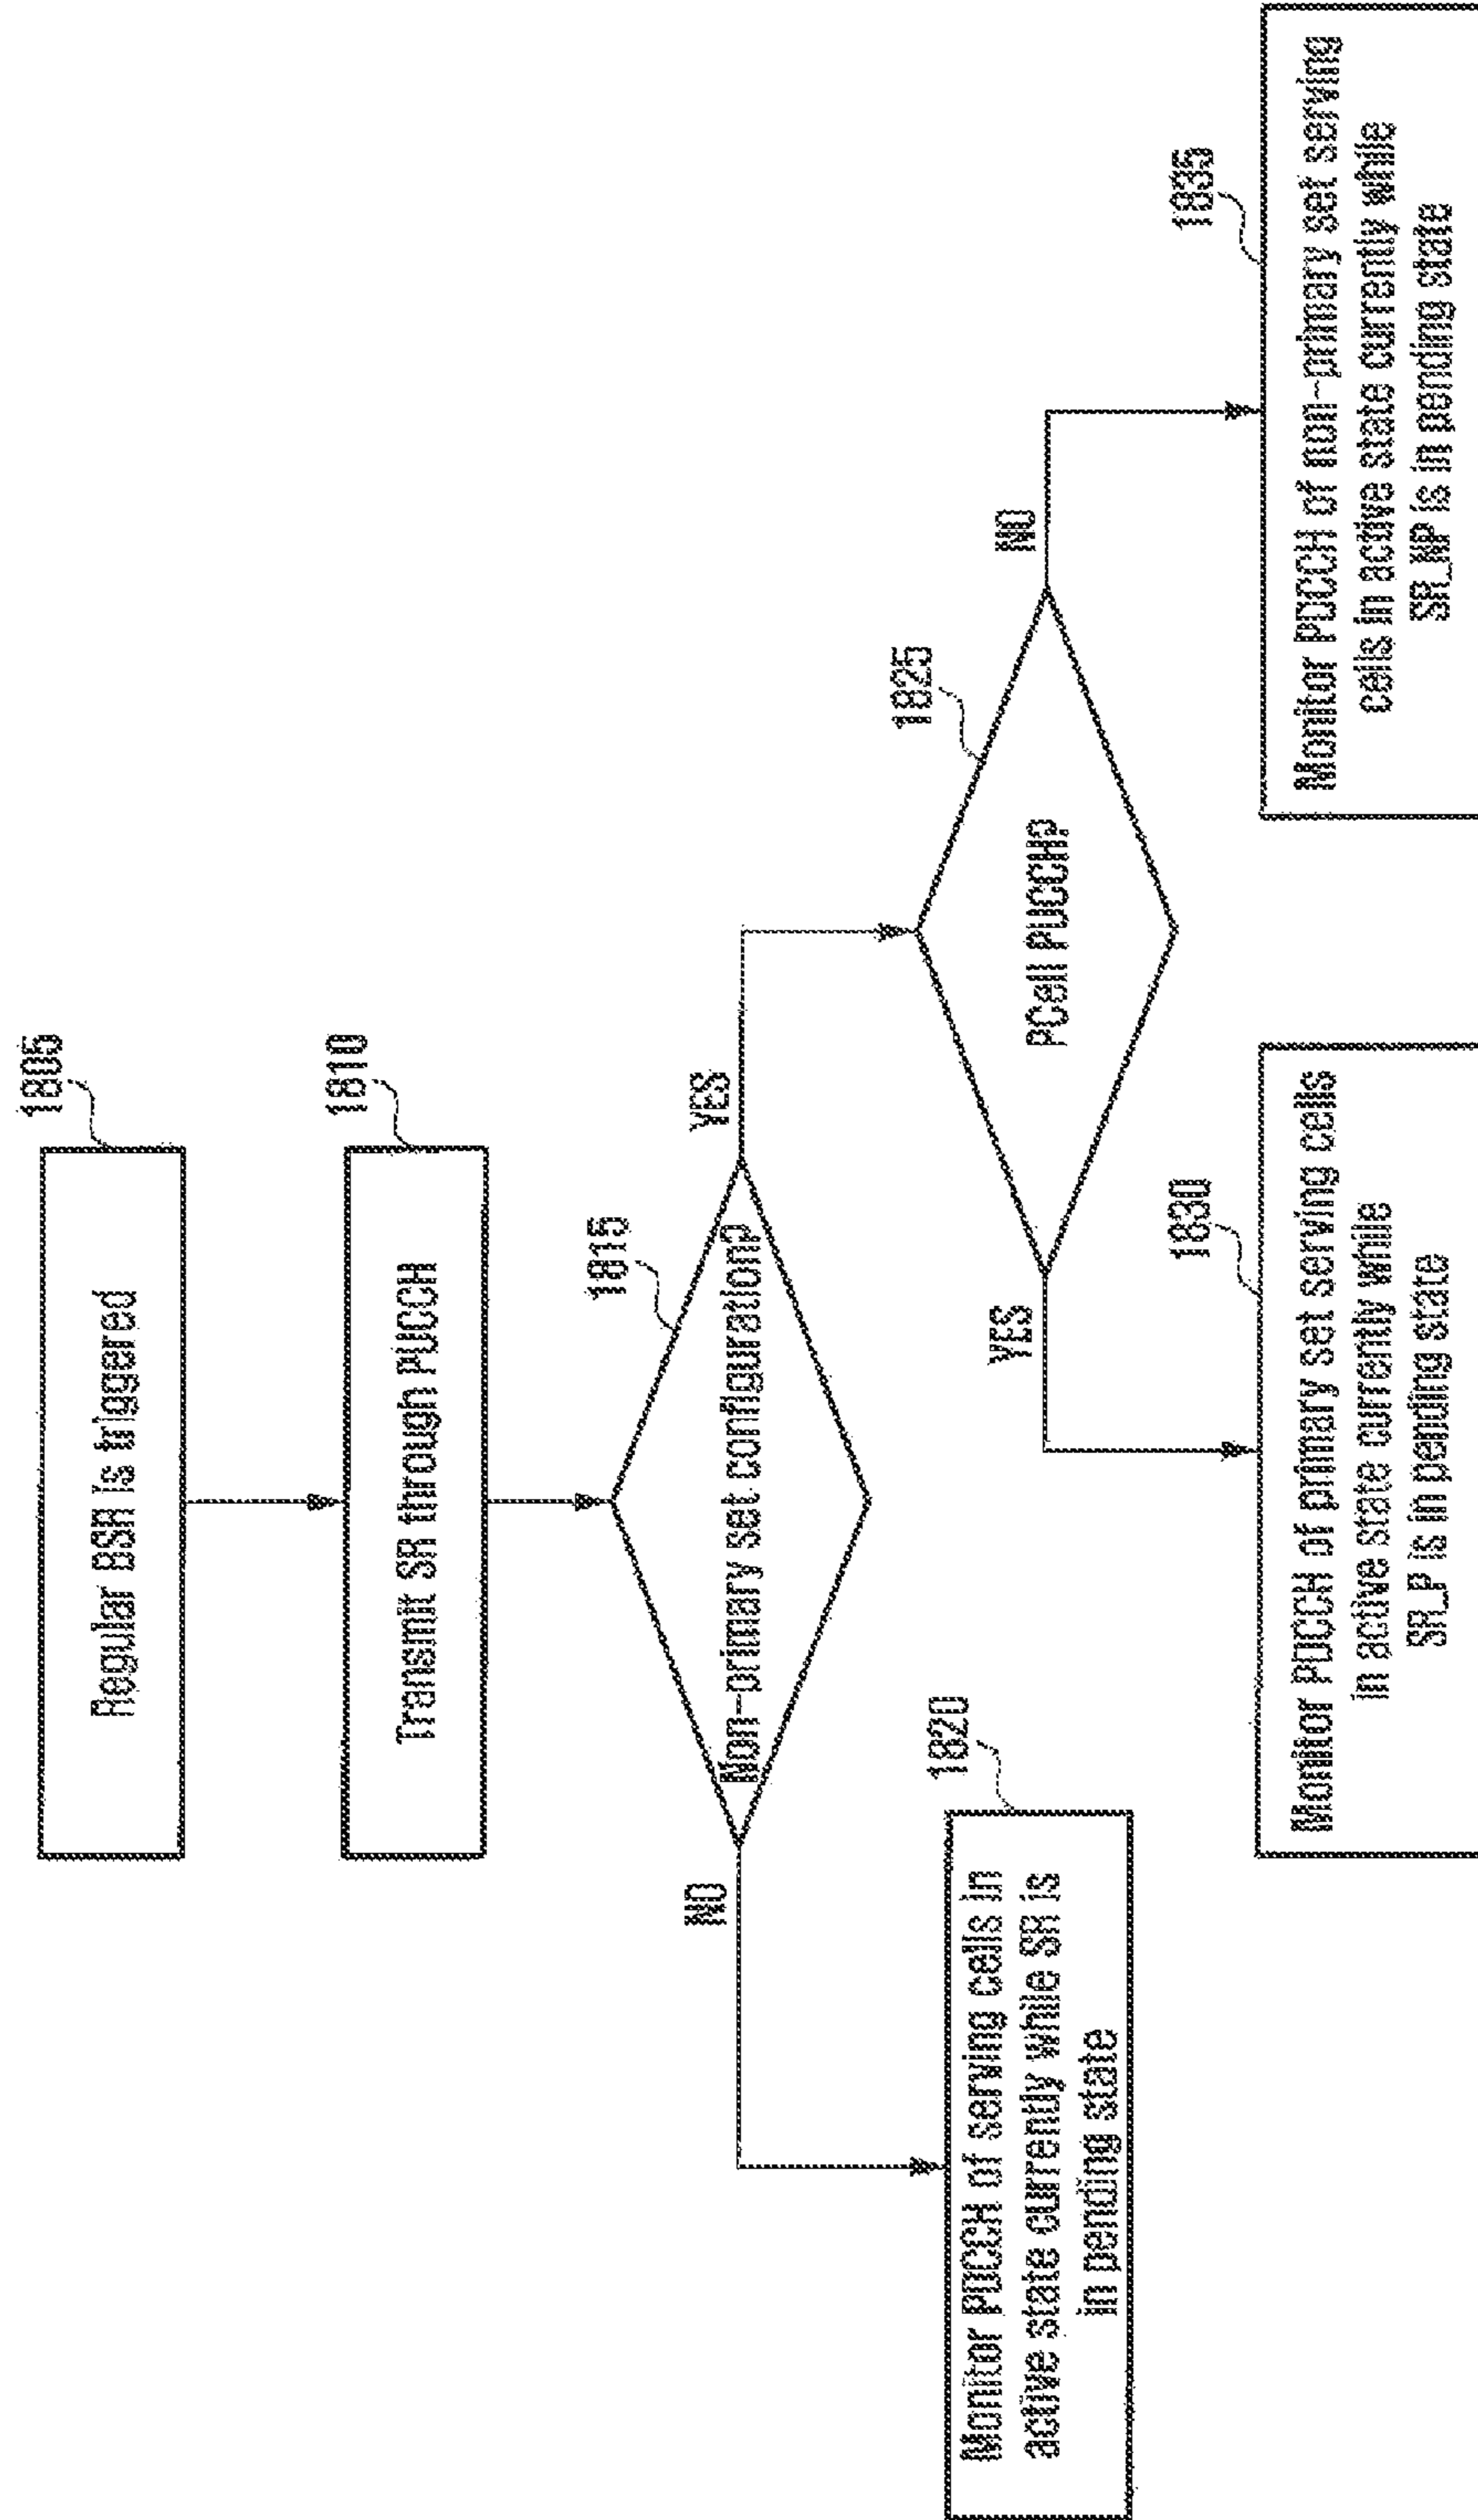 1805
Regular BSR is triggered
1810
Transmit SR through PUCCH
1815
Non-primary set configuration?
NO
YES
1820
Monitor PDCCH of serving cells in
active state currently while SR is
in pending state
1825
PCell PUCCH?
YES
NO
1830
Monitor PDCCH of primary set serving cells
in active state currently while
SR_P is in pending state
1835
Monitor PDCCH of non-primary set serving
cells in active state currently while
SR_NP is in pending state